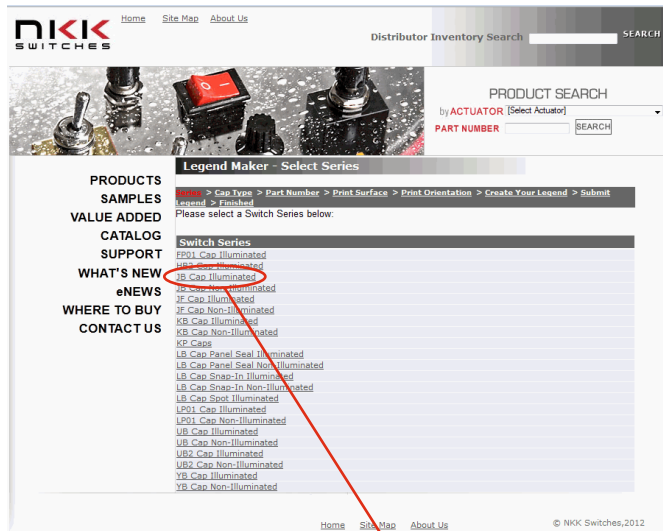 NKK
SWITCHES
Home Site Map About Us
Distributor Inventory Search SEARCH
PRODUCT SEARCH
by ACTUATOR [Select Actuator]
PART NUMBER SEARCH
PRODUCTS
SAMPLES
VALUE ADDED
CATALOG
SUPPORT
WHAT'S NEW
eNEWS
WHERE TO BUY
CONTACT US
Legend Maker - Select Series
Series > Cap Type > Part Number > Print Surface > Print Orientation > Create Your Legend > Submit
Legend > Finished
Please select a Switch Series below:
Switch Series
FP01 Cap Illuminated
HB2 Cap Illuminated
JB Cap Illuminated
JB Cap Non-Illuminated
JF Cap Illuminated
JF Cap Non-Illuminated
KB Cap Illuminated
KB Cap Non-Illuminated
KP Caps
LB Cap Panel Seal Illuminated
LB Cap Panel Seal Non-Illuminated
LB Cap Snap-In Illuminated
LB Cap Snap-In Non-Illuminated
LB Cap Spot Illuminated
LP01 Cap Illuminated
LP01 Cap Non-Illuminated
UB Cap Illuminated
UB Cap Non-Illuminated
UB2 Cap Illuminated
UB2 Cap Non-Illuminated
YB Cap Illuminated
YB Cap Non-Illuminated
Home Site Map About Us © NKK Switches,2012